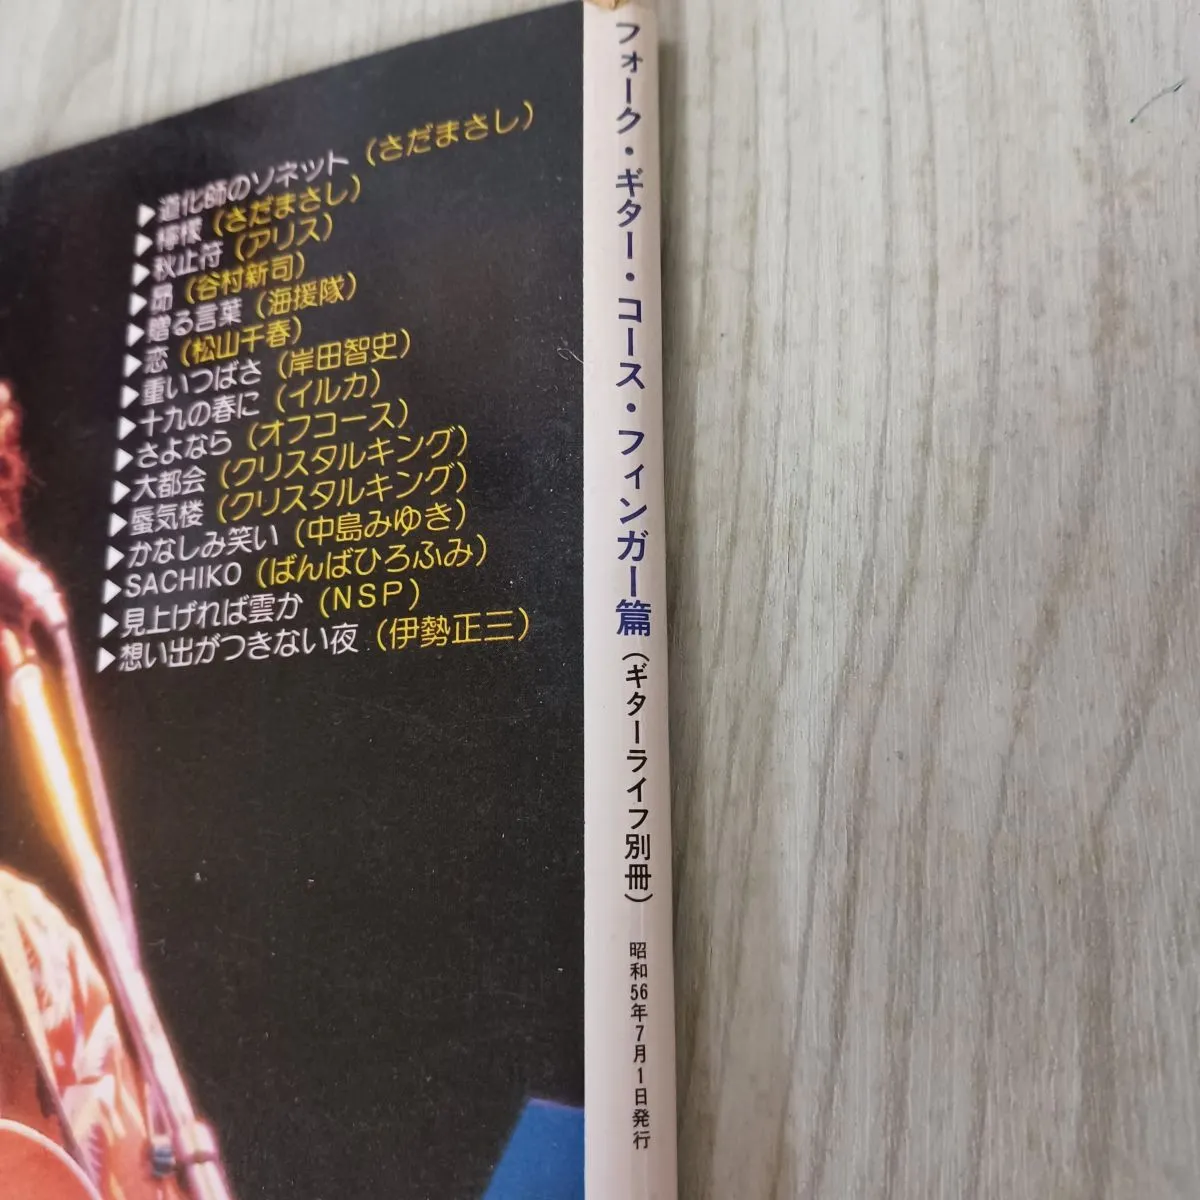 ▶道化師のソネット（さだまさし）
▶檸檬（さだまさし）
▶秋止符（アリス）
▶昴（谷村新司）
▶贈る言葉（海援隊）
▶恋（松山千春）
▶重いつばさ（岸田智史）
▶十九の春に（イルカ）
▶さよなら（オフコース）
▶大都会（クリスタルキング）
▶蜃気楼（クリスタルキング）
▶かなしみ笑い（中島みゆき）
▶SACHIKO（ばんばひろふみ）
▶見上げれば雲か（NSP）
▶想い出がつきない夜（伊勢正三）
フォーク・ギター・コース・フィンガー篇（ギターライフ別冊） 昭和56年7月1日発行